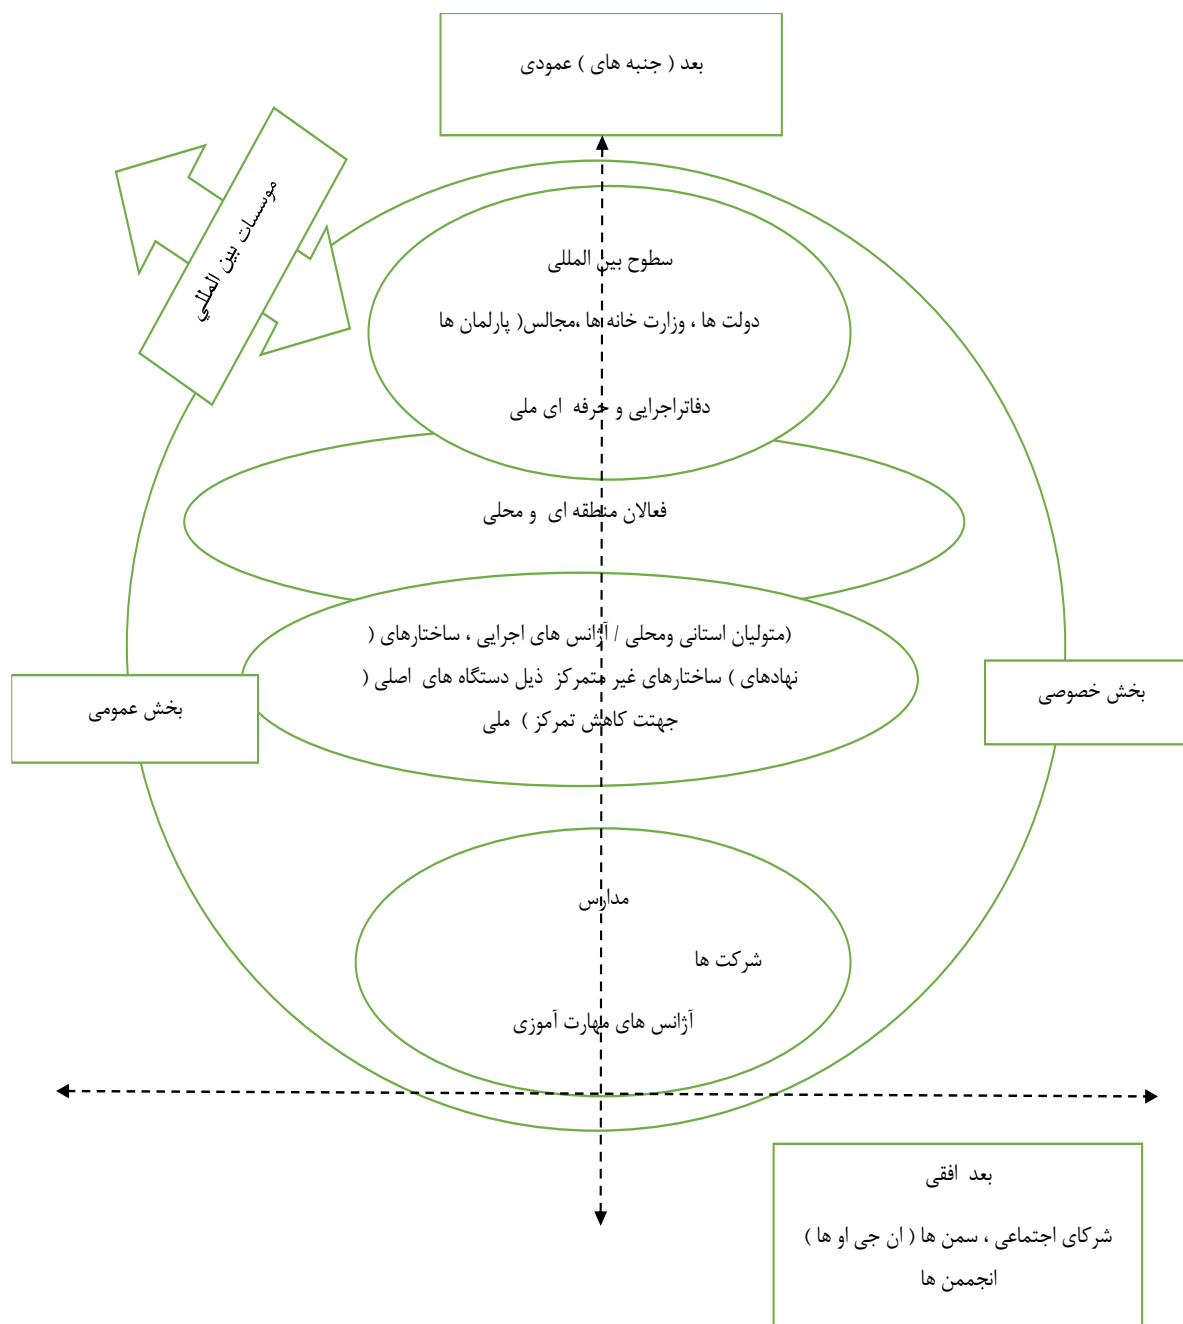 بعد ( جنبه های ) عمودی
موسسات بین المللي
سطوح بین المللی
دولت ها ، وزارت خانه ها ،مجالس( پارلمان ها
دفاتراجرایی و حرفه ای ملی
فعالان منطقه ای و محلی
(متولیان استانی ومحلی / آژانس های اجرایی ، ساختارهای (
نهادهای ) ساختارهای غیر متمرکز ذیل دستگاه های اصلی (
جهتت کاهش تمرکز ) ملی
بخش خصوصی
بخش عمومی
مدارس
شرکت ها
آژانس های مهارت آموزی
بعد افقی
شرکای اجتماعی ، سمن ها ( ان جی او ها )
انجممن ها